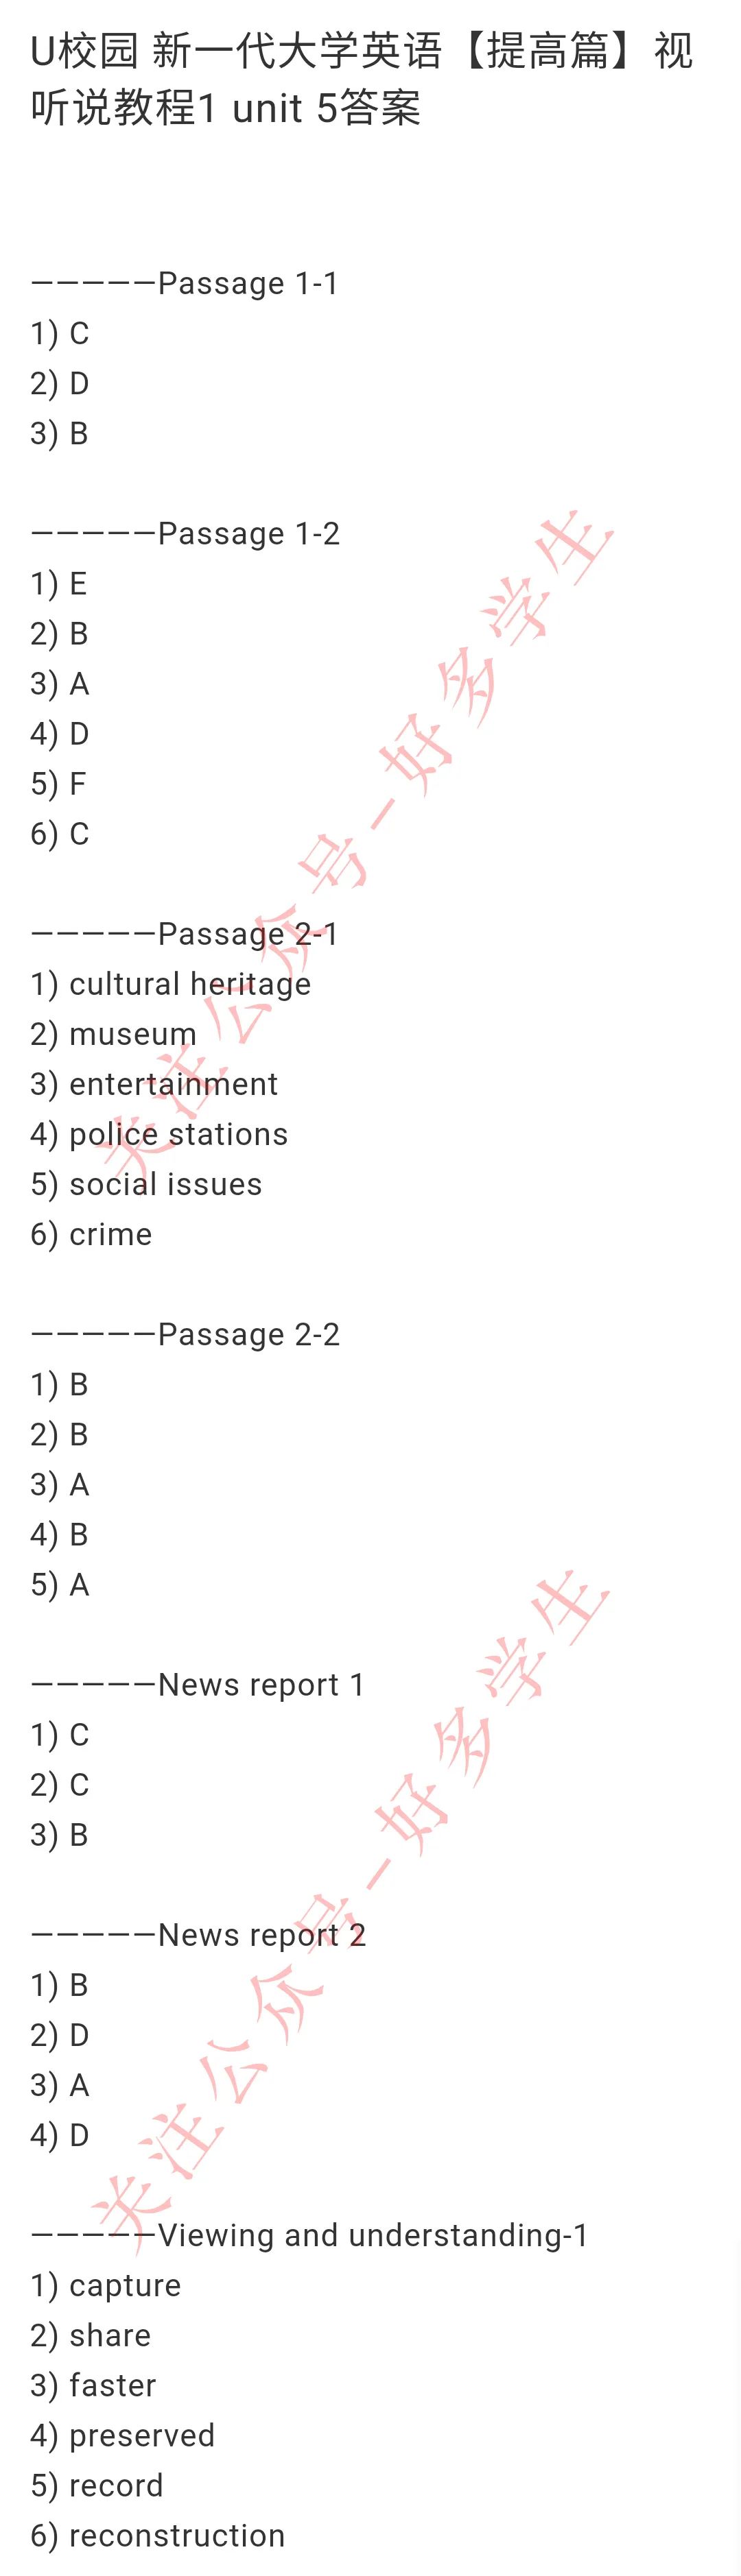 U校园 新一代大学英语【提高篇】视
听说教程1 unit 5答案
—————Passage 1-1
1) C
2) D
3) B
—————Passage 1-2
1) E
2) B
3) A
4) D
5) F
6) C
—————Passage 2-1
1) cultural heritage
2) museum
3) entertainment
4) police stations
5) social issues
6) crime
—————Passage 2-2
1) B
2) B
3) A
4) B
5) A
—————News report 1
1) C
2) C
3) B
—————News report 2
1) B
2) D
3) A
4) D
—————Viewing and understanding-1
1) capture
2) share
3) faster
4) preserved
5) record
6) reconstruction
关注公众号-好多学生
关注公众号-好多学生